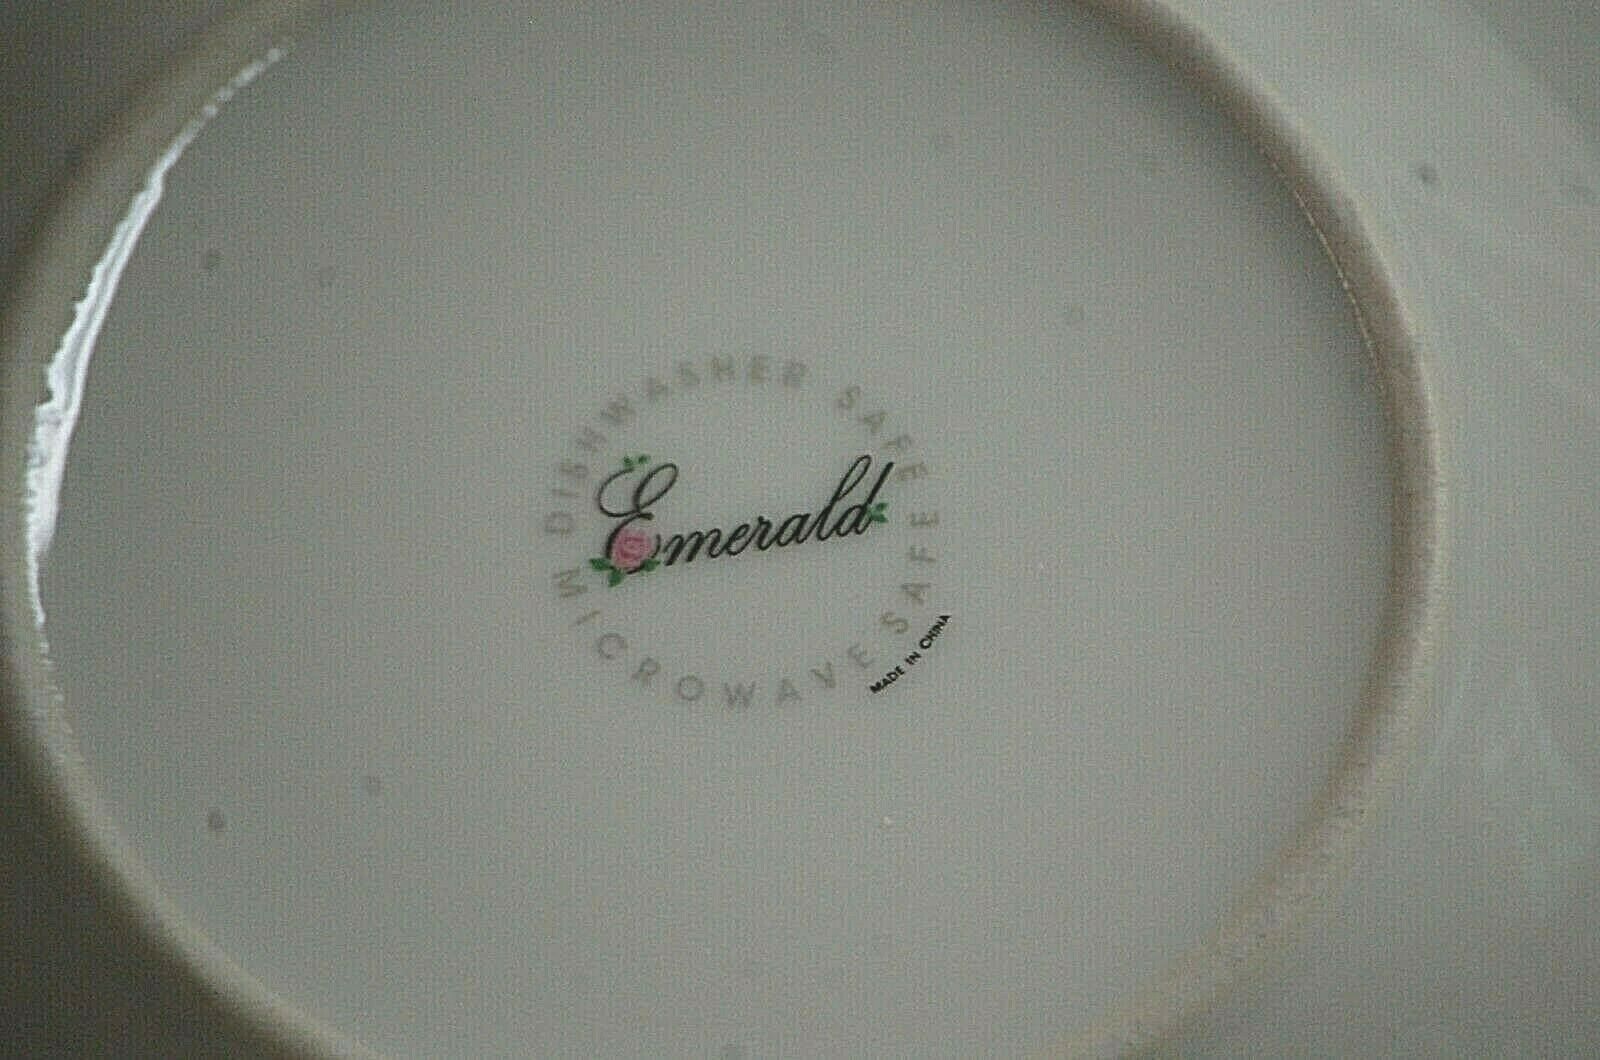 DISHWASHER SAFE
Emerald
MICROWAVE SAFE
MADE IN CHINA